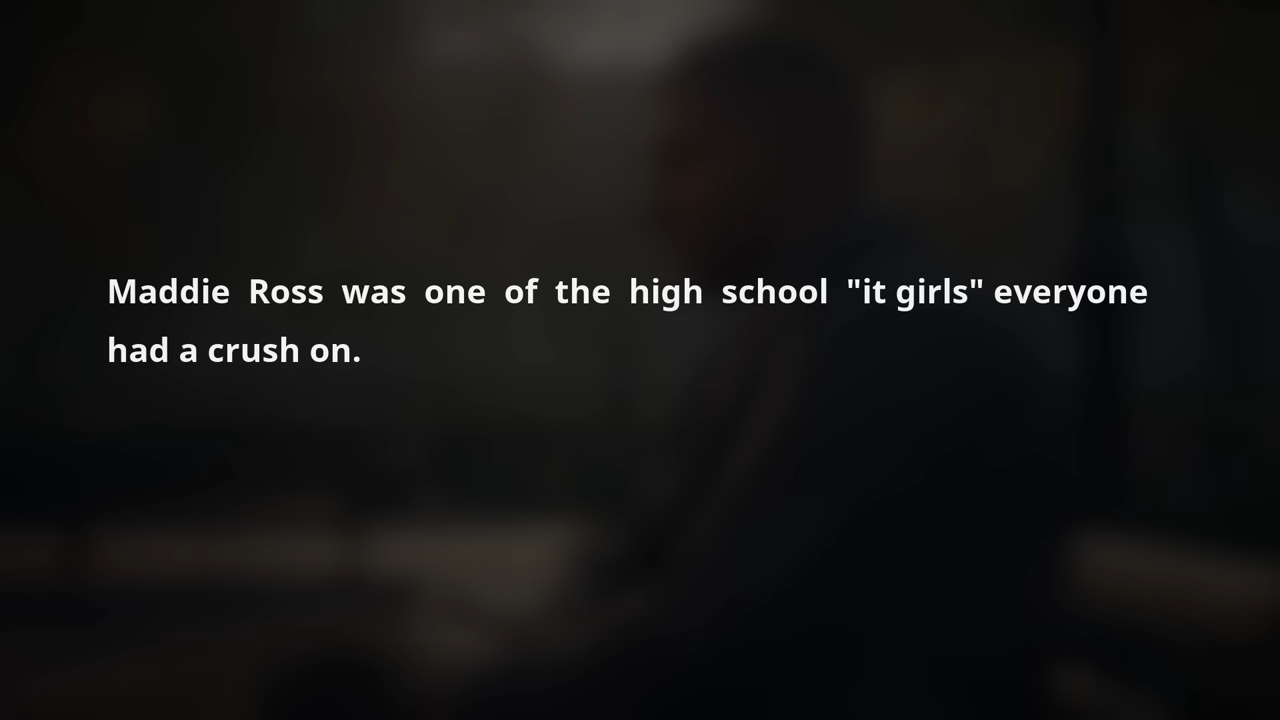 Maddie Ross was one of the high school "it girls" everyone
had a crush on.